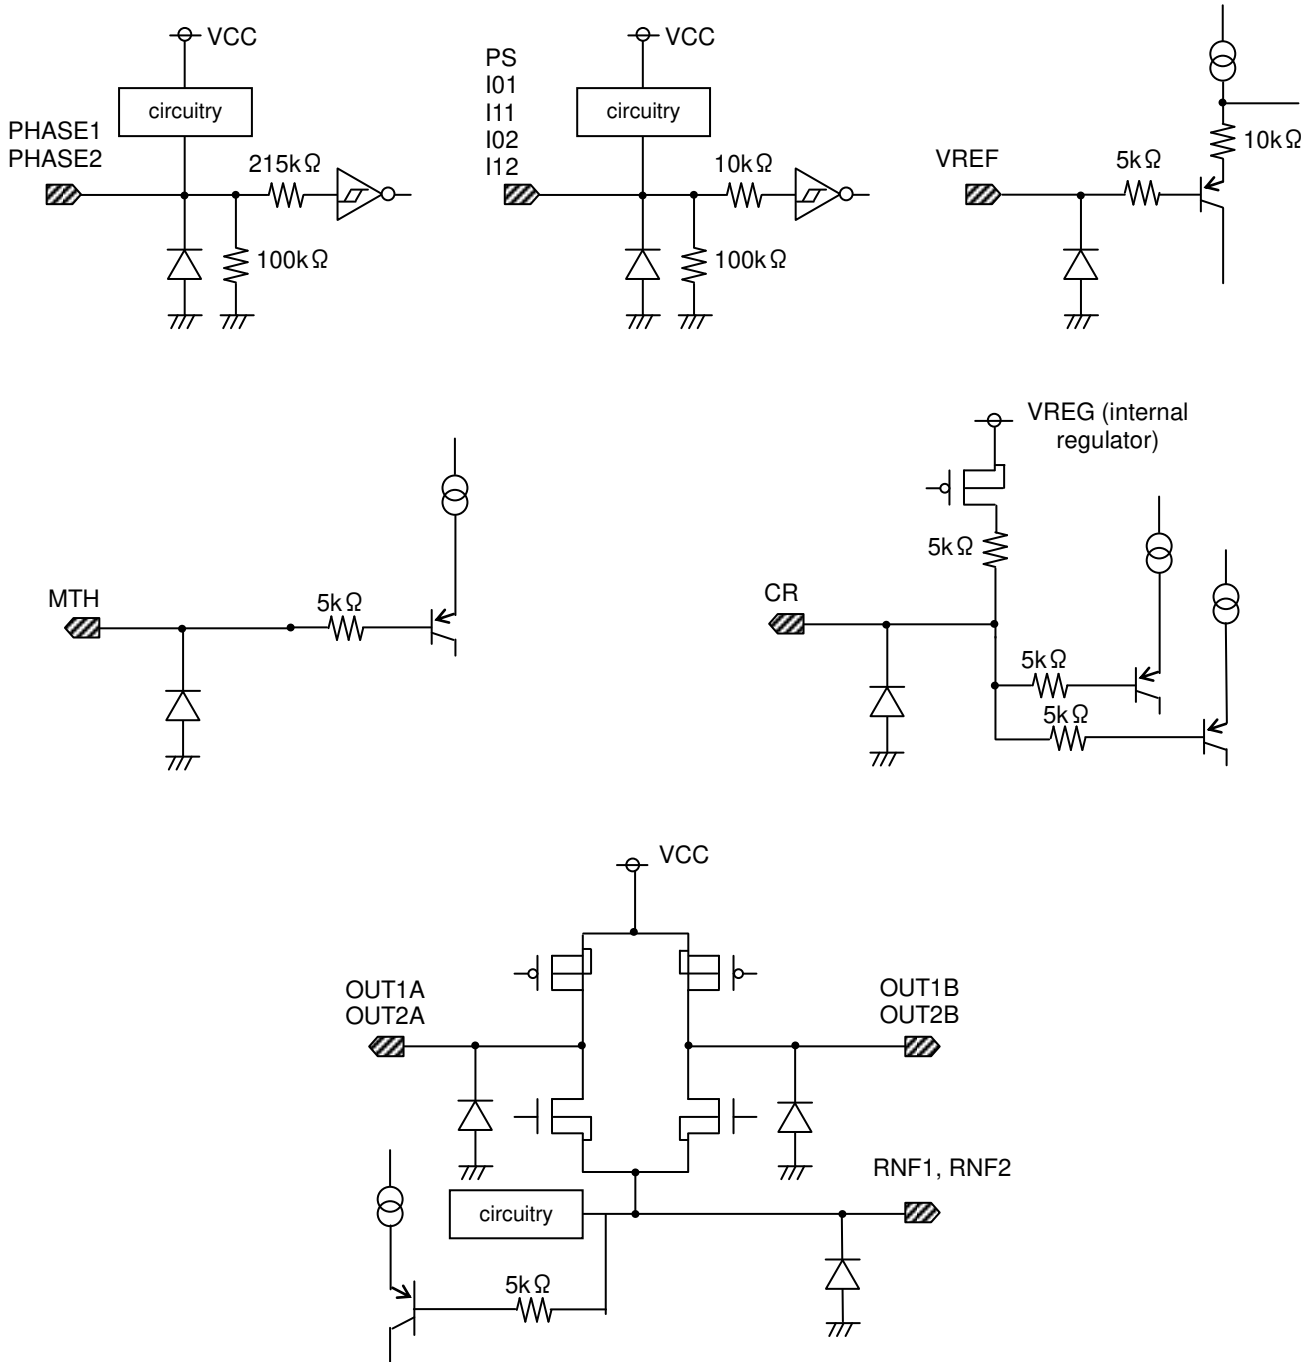 VCC
circuitry
PHASE1
PHASE2
215kΩ
100kΩ
VCC
PS
I01
I11
I02
I12
circuitry
10kΩ
100kΩ
VREF
5kΩ
10kΩ
MTH
5kΩ
VREG (internal
regulator)
5kΩ
CR
5kΩ
5kΩ
VCC
OUT1A
OUT2A
OUT1B
OUT2B
RNF1, RNF2
circuitry
5kΩ